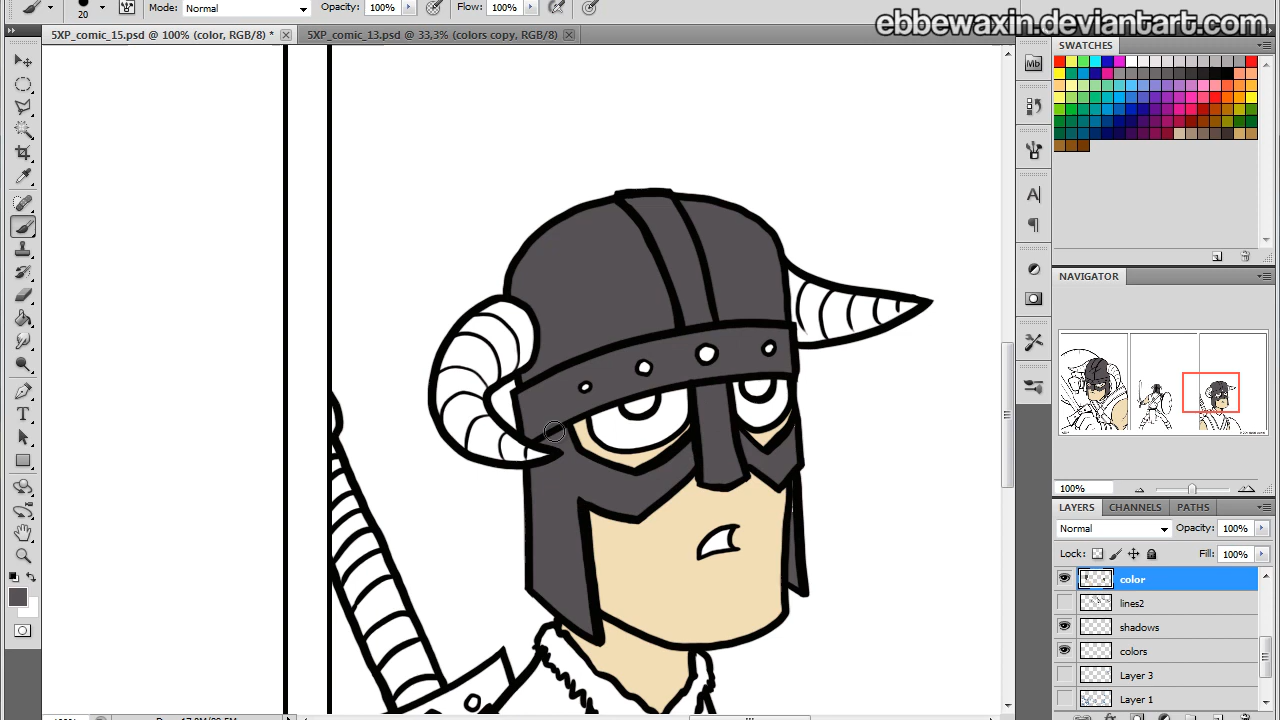 20 Mode: Normal Opacity: 100% Flow: 100%
ebbewaxin.deviantart.com
5XP_comic_15.psd @ 100% (color, RGB/8) * 5XP_comic_13.psd @ 33,3% (colors copy, RGB/8)
SWATCHES
Mb
NAVIGATOR
100%
LAYERS CHANNELS PATHS
Normal Opacity: 100%
Lock: Fill: 100%
color
lines2
shadows
colors
Layer 3
Layer 1